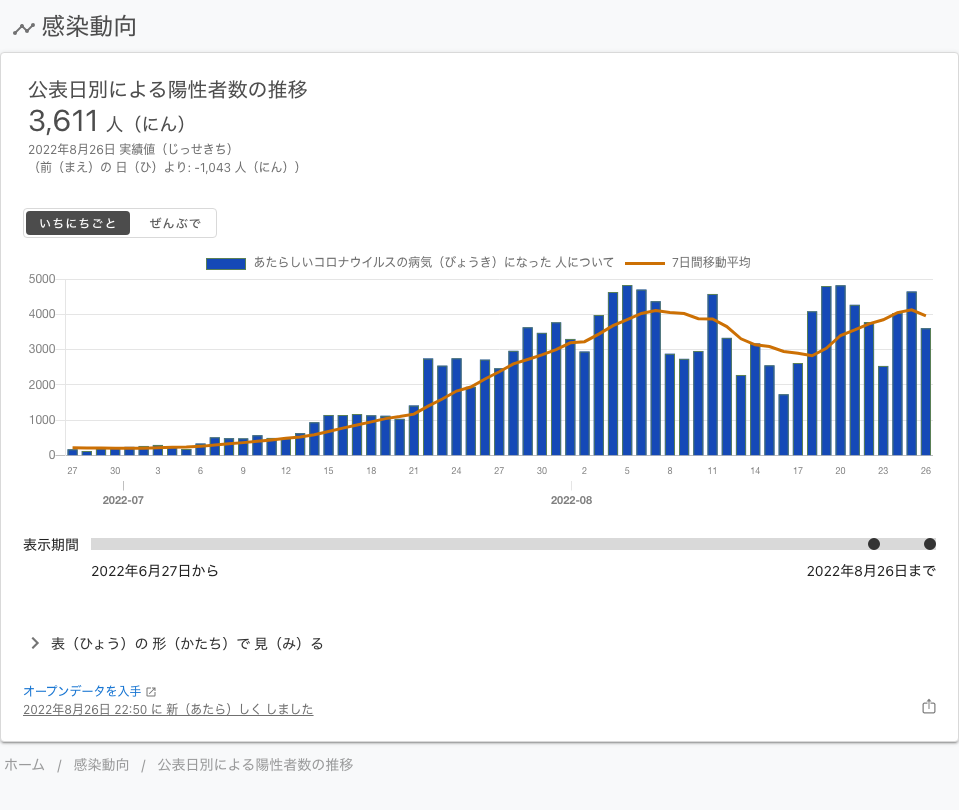 感染動向
公表日別による陽性者数の推移
3,611 人（にん）
2022年8月26日 実績値（じっせきち）
（前（まえ）の 日（ひ）より: -1,043 人（にん））
いちにちごと ぜんぶで
あたらしいコロナウイルスの病気（びょうき）になった 人について 7日間移動平均
5000
4000
3000
2000
1000
0
27 30 3 6 9 12 15 18 21 24 27 30 2 5 8 11 14 17 20 23 26
2022-07 2022-08
表示期間
2022年6月27日から 2022年8月26日まで
表（ひょう）の 形（かたち）で 見（み）る
オープンデータを入手
2022年8月26日 22:50 に 新（あたら）しく しました
ホーム / 感染動向 / 公表日別による陽性者数の推移